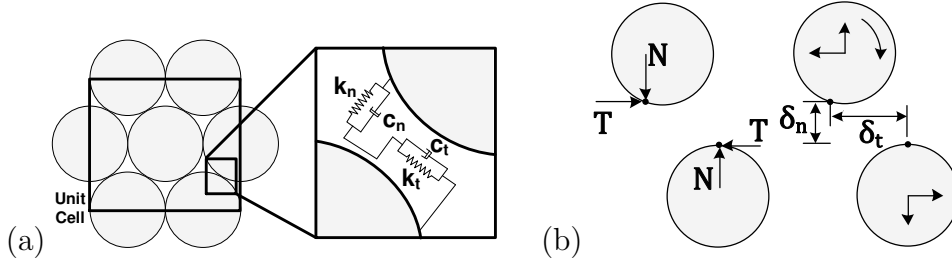 k_n
c_n
c_t
k_t
Unit
Cell
(a)
N
T
δ_n
δ_t
T
N
(b)